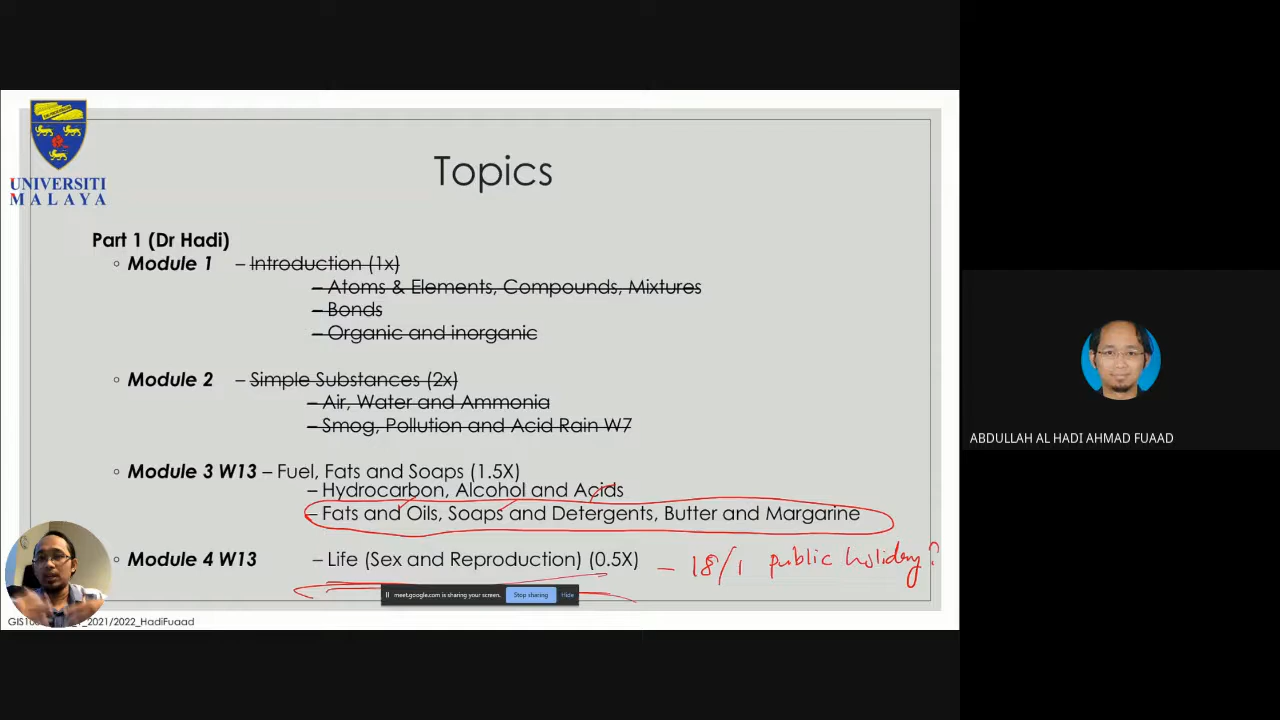 UNIVERSITI
MALAYA
Topics
Part 1 (Dr Hadi)
Module 1 – Introduction (1x)
– Atoms & Elements, Compounds, Mixtures
– Bonds
– Organic and inorganic
Module 2 – Simple Substances (2x)
– Air, Water and Ammonia
– Smog, Pollution and Acid Rain W7
Module 3 W13 – Fuel, Fats and Soaps (1.5X)
– Hydrocarbon, Alcohol and Acids
– Fats and Oils, Soaps and Detergents, Butter and Margarine
Module 4 W13 – Life (Sex and Reproduction) (0.5X) – 18/1 public holiday?
meet.google.com is sharing your screen. Stop sharing Hide
2021/2022_HadiFuaad
ABDULLAH AL HADI AHMAD FUAAD